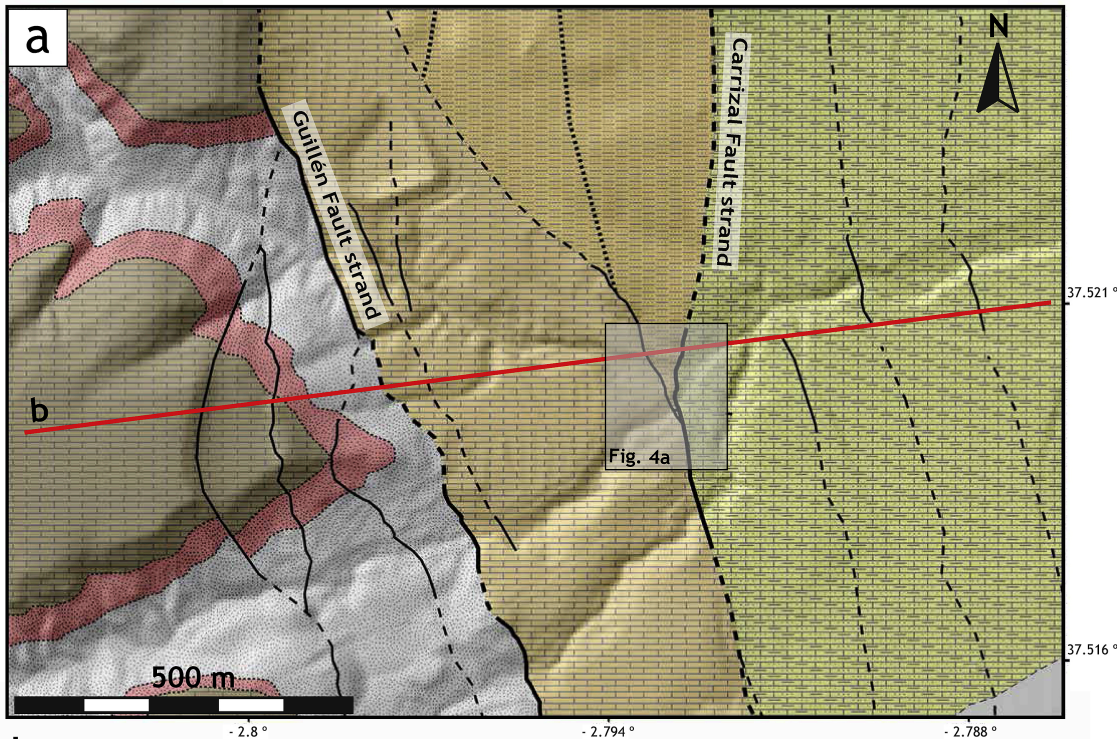 a
N
Guillén Fault strand
Carrizal Fault strand
37.521 °
b
Fig. 4a
37.516 °
500 m
- 2.8 °
- 2.794 °
- 2.788 °